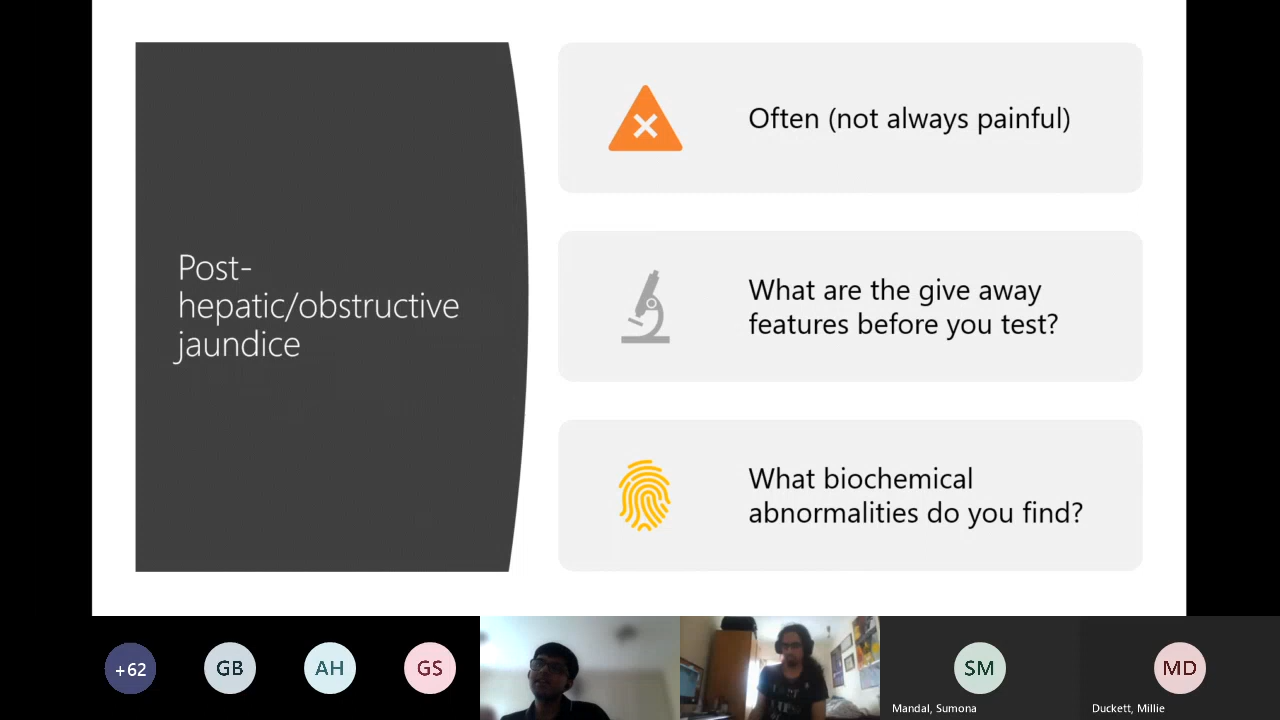 Often (not always painful)
Post-
hepatic/obstructive
jaundice
What are the give away
features before you test?
What biochemical
abnormalities do you find?
+62
GB
AH
GS
SM
MD
Mandal, Sumona
Duckett, Millie